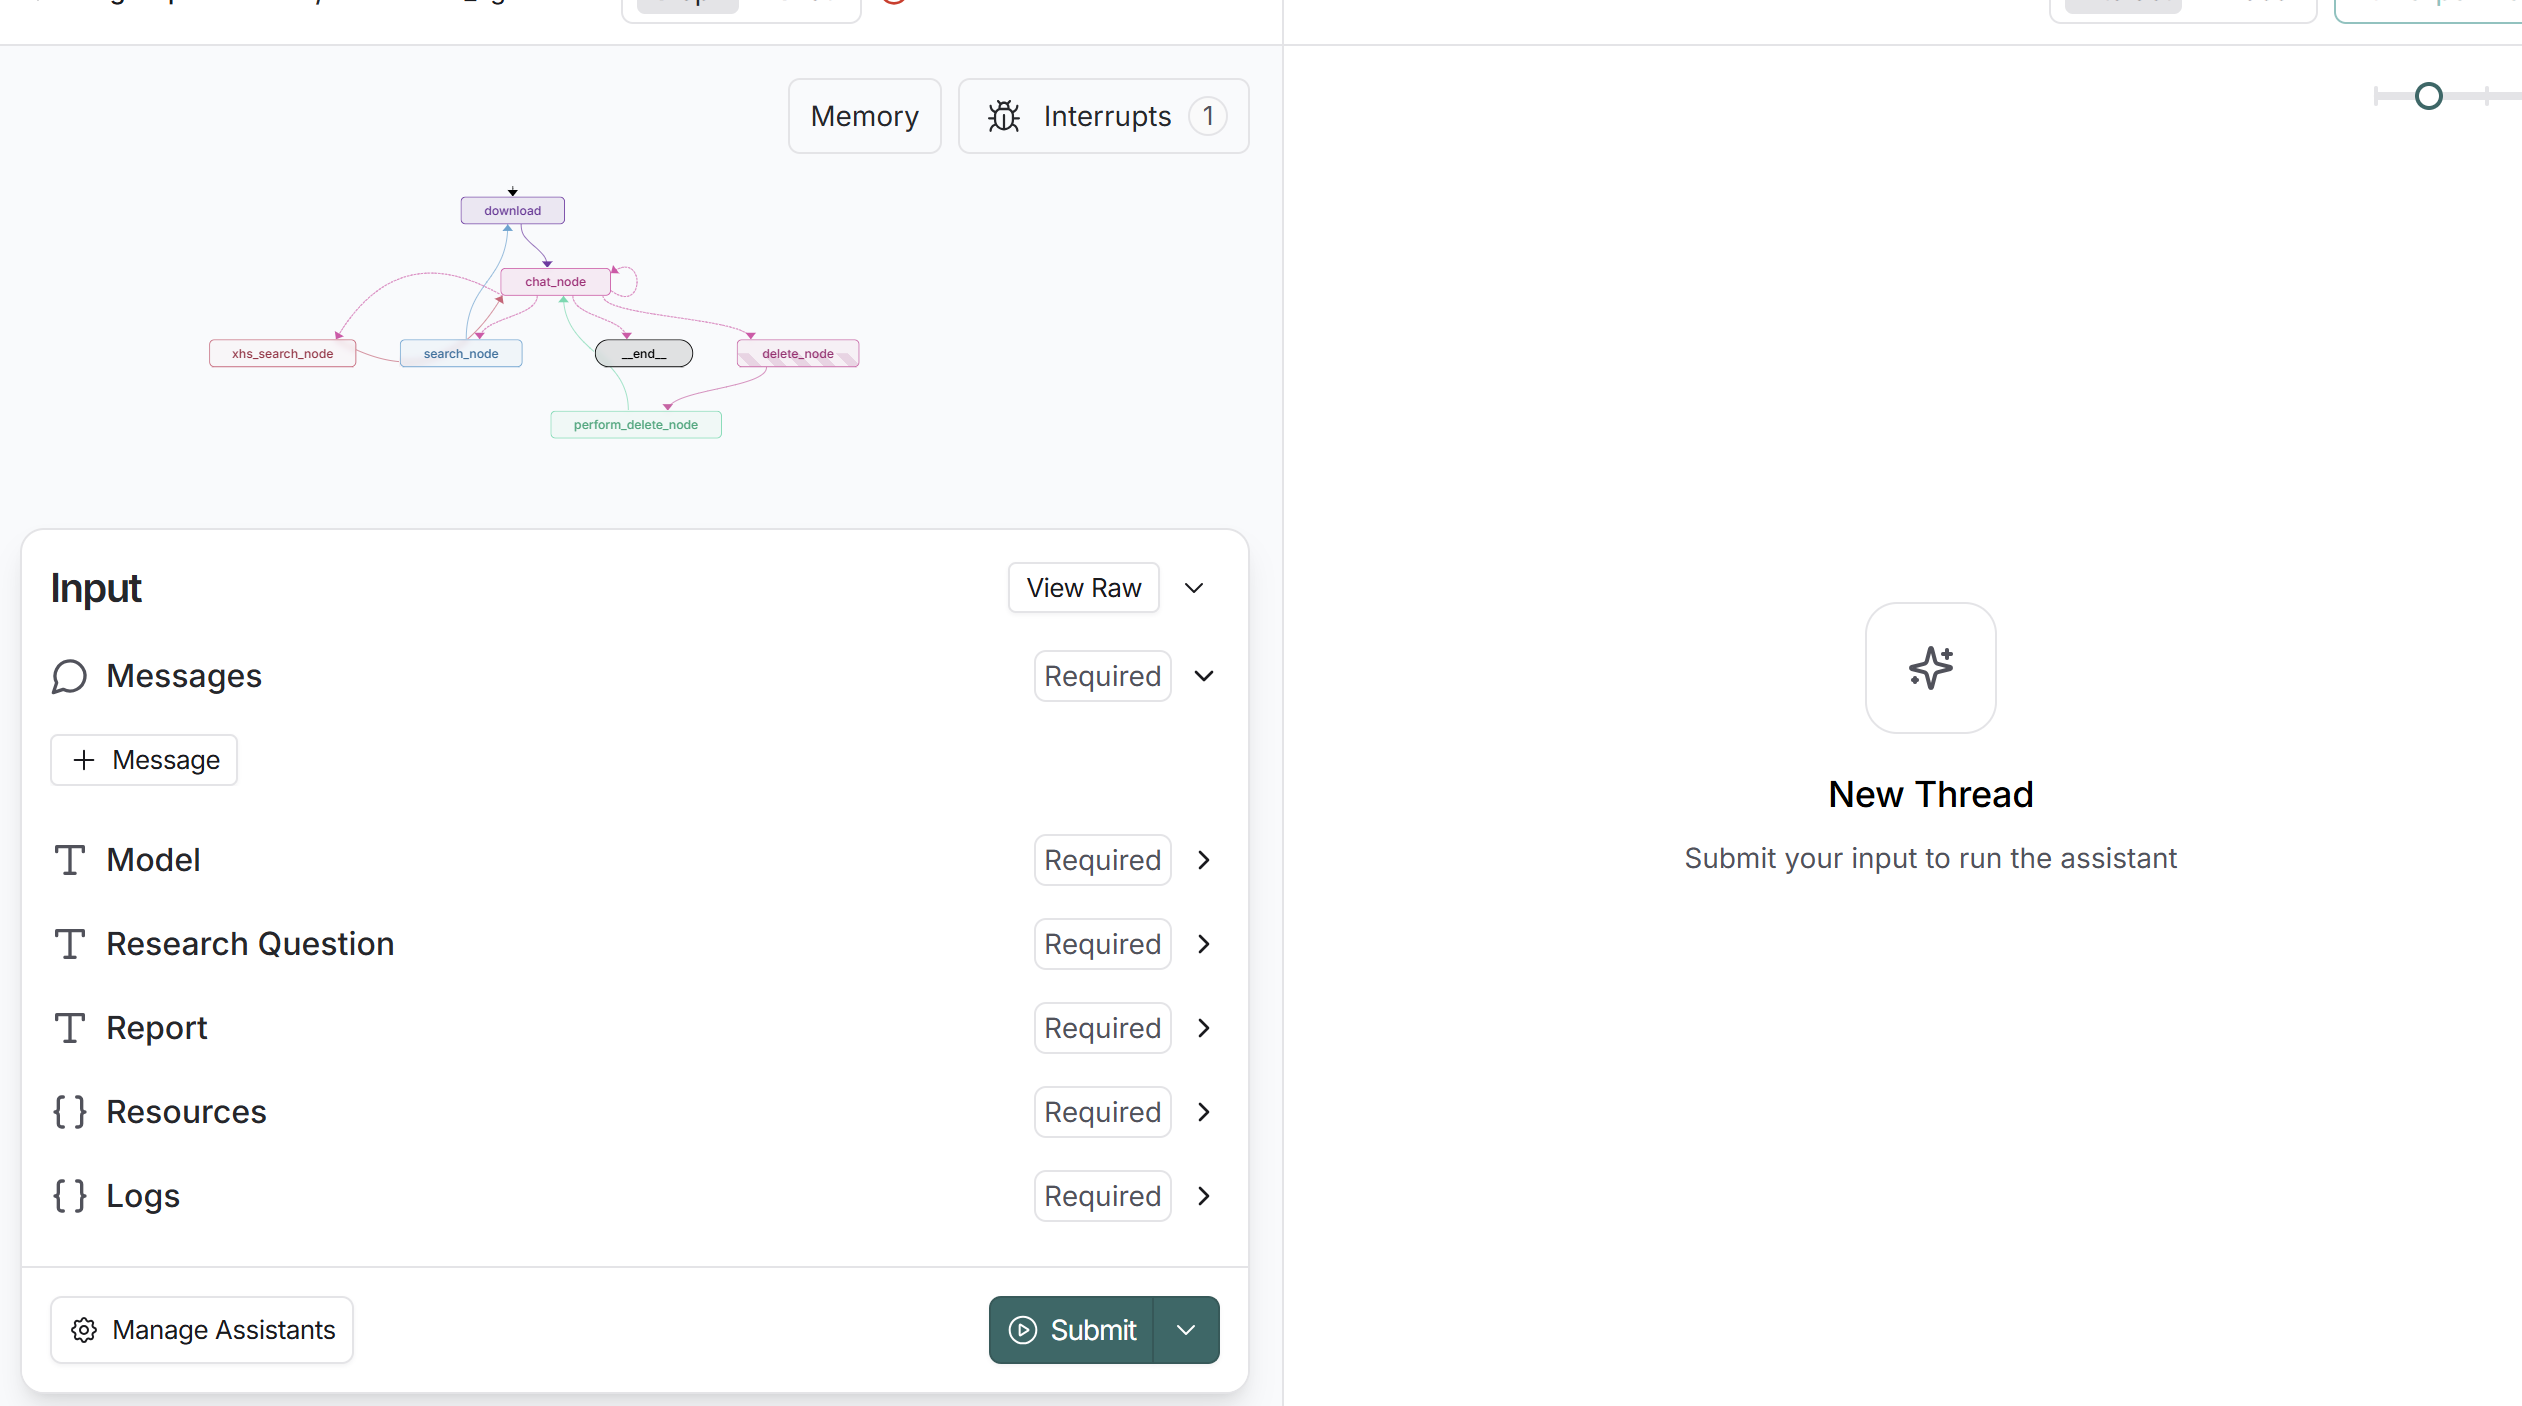 Memory
Interrupts 1
download
chat_node
xhs_search_node
search_node
__end__
delete_node
perform_delete_node
Input
View Raw
Messages
Required
+ Message
Model
Required
Research Question
Required
Report
Required
Resources
Required
Logs
Required
Manage Assistants
Submit
New Thread
Submit your input to run the assistant